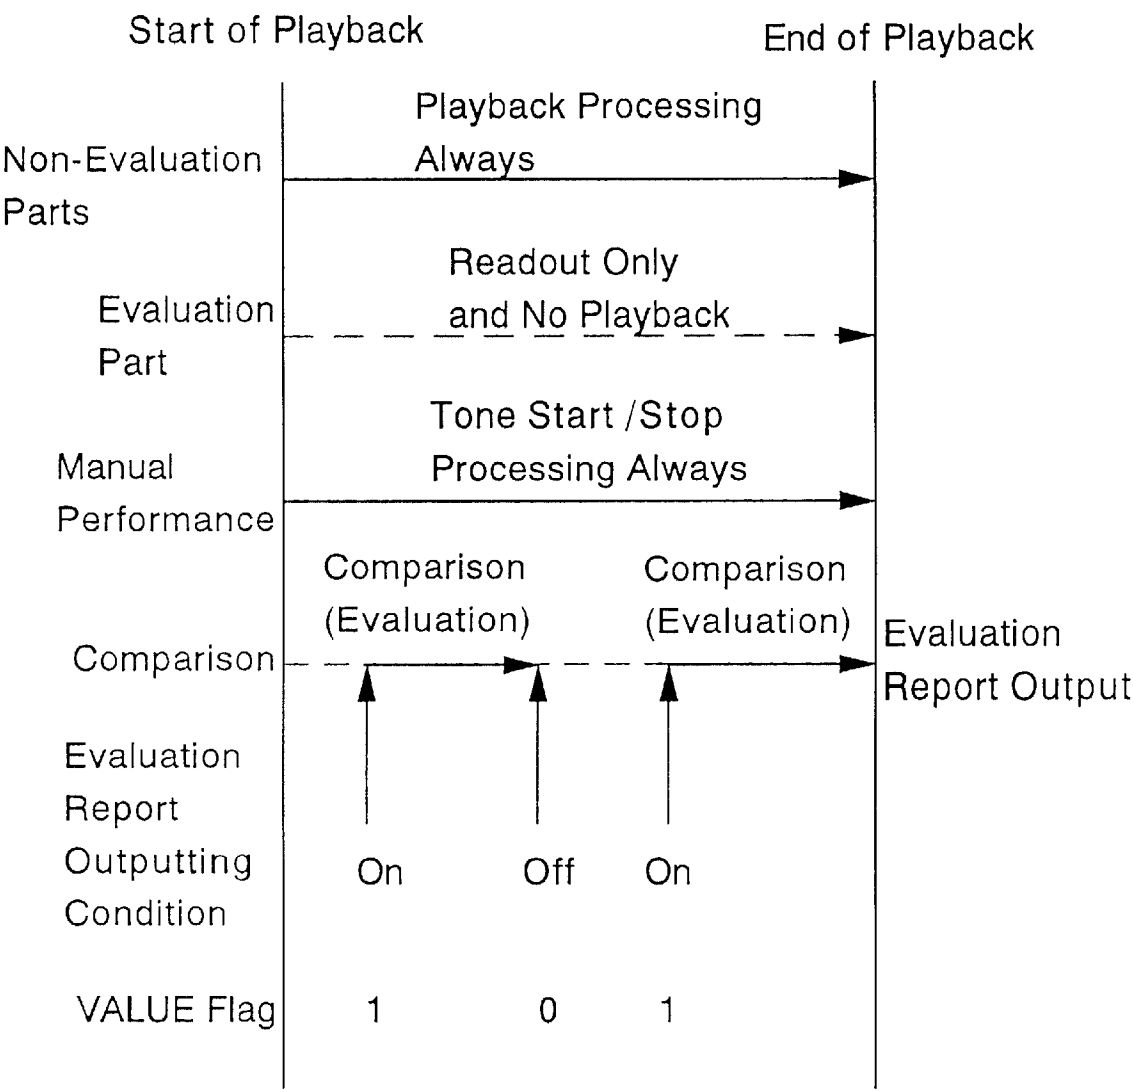 Start of Playback
End of Playback
Playback Processing
Always
Non-Evaluation
Parts
Readout Only
and No Playback
Evaluation
Part
Tone Start /Stop
Processing Always
Manual
Performance
Comparison
(Evaluation)
Comparison
(Evaluation)
Comparison
Evaluation
Report Output
Evaluation
Report
Outputting
Condition
On
Off
On
VALUE Flag
1
0
1